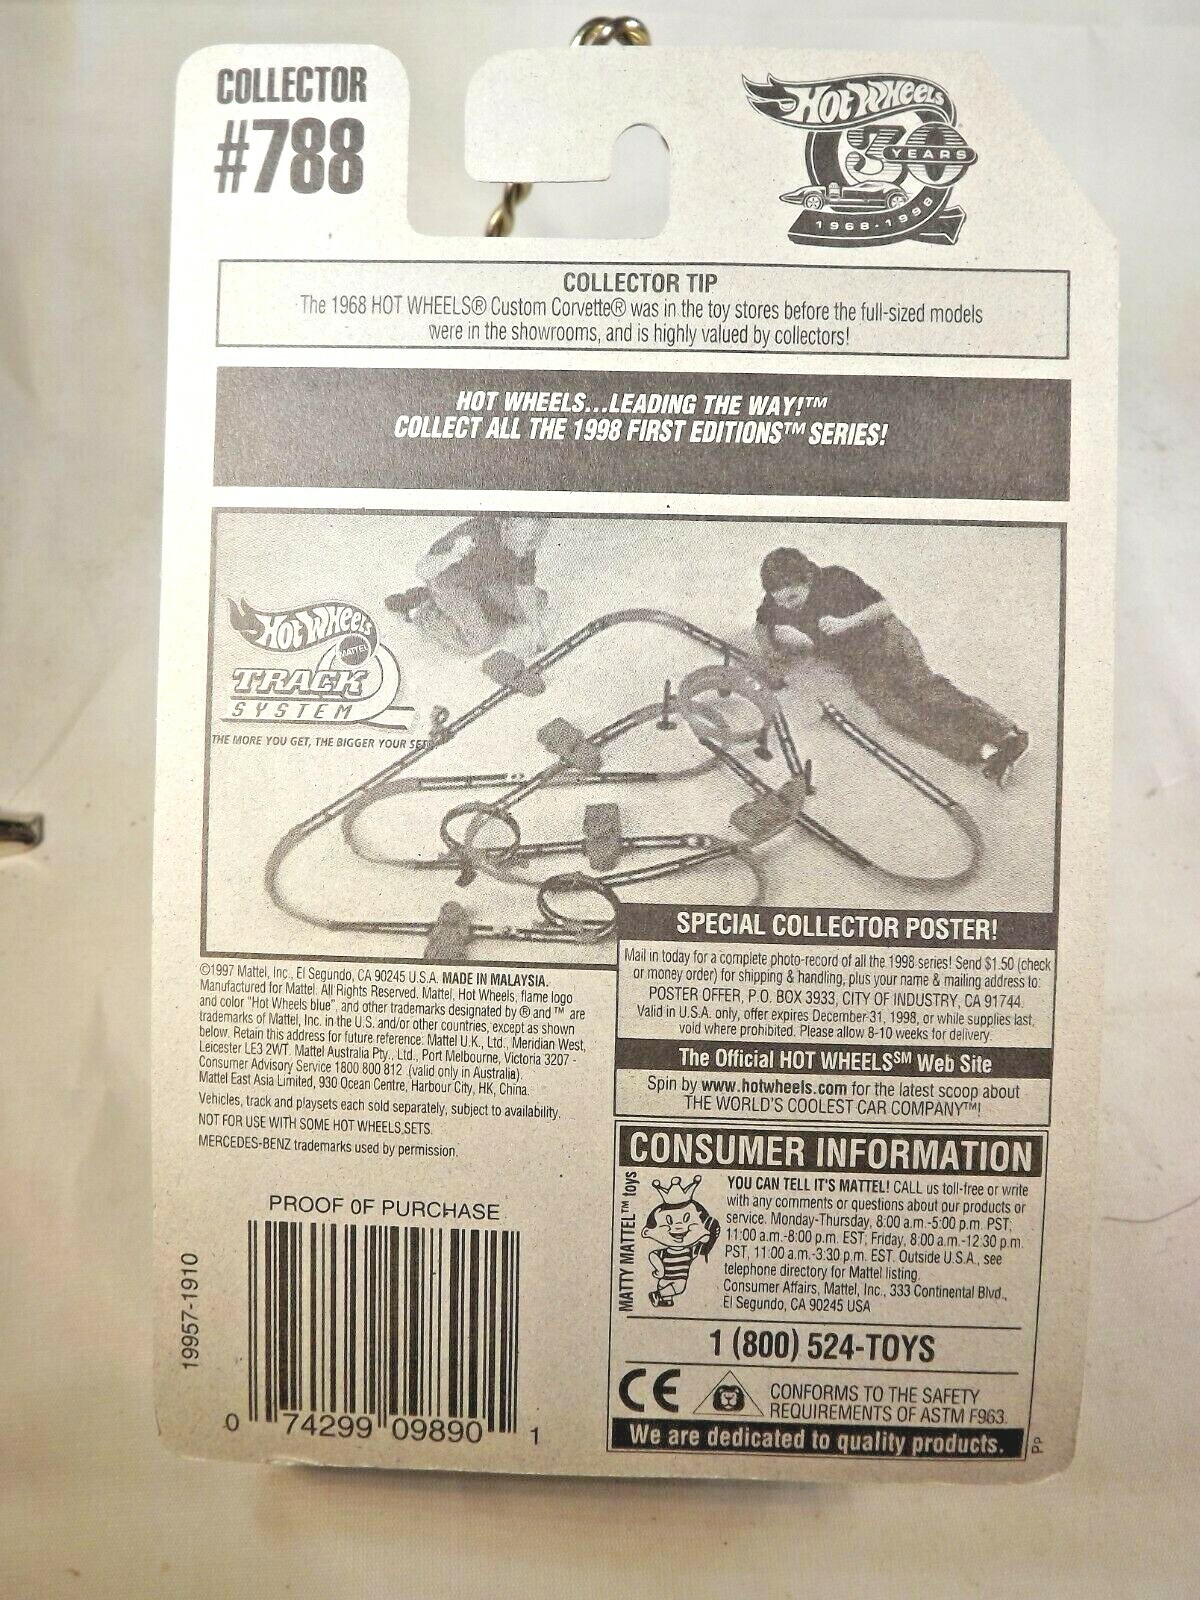 COLLECTOR
#788
HOT WHEELS
30
YEARS
1968-1998
COLLECTOR TIP
The 1968 HOT WHEELS® Custom Corvette® was in the toy stores before the full-sized models
were in the showrooms, and is highly valued by collectors!
HOT WHEELS...LEADING THE WAY!™
COLLECT ALL THE 1998 FIRST EDITIONS™ SERIES!
HOT WHEELS
MATTEL
TRACK
SYSTEM
THE MORE YOU GET, THE BIGGER YOUR SET
©1997 Mattel, Inc., El Segundo, CA 90245 U.S.A. MADE IN MALAYSIA.
Manufactured for Mattel. All Rights Reserved. Mattel, Hot Wheels, flame logo
and color "Hot Wheels blue", and other trademarks designated by ® and ™ are
trademarks of Mattel, Inc. in the U.S. and/or other countries, except as shown
below. Retain this address for future reference: Mattel U.K., Ltd., Meridian West,
Leicester LE3 2WT. Mattel Australia Pty., Ltd., Port Melbourne, Victoria 3207 -
Consumer Advisory Service 1800 800 812 (valid only in Australia).
Mattel East Asia Limited, 930 Ocean Centre, Harbour City, HK, China.
Vehicles, track and playsets each sold separately, subject to availability.
NOT FOR USE WITH SOME HOT WHEELS SETS.
MERCEDES-BENZ trademarks used by permission.
PROOF OF PURCHASE
19957-1910
0 74299 09890 1
SPECIAL COLLECTOR POSTER!
Mail in today for a complete photo-record of all the 1998 series! Send $1.50 (check
or money order) for shipping & handling, plus your name & mailing address to:
POSTER OFFER, P.O. BOX 3933, CITY OF INDUSTRY, CA 91744.
Valid in U.S.A. only, offer expires December 31, 1998, or while supplies last,
void where prohibited. Please allow 8-10 weeks for delivery.
The Official HOT WHEELS℠ Web Site
Spin by www.hotwheels.com for the latest scoop about
THE WORLD'S COOLEST CAR COMPANY™!
CONSUMER INFORMATION
MATTY MATTEL™ toys
YOU CAN TELL IT'S MATTEL! CALL us toll-free or write
with any comments or questions about our products or
service. Monday-Thursday, 8:00 a.m.-5:00 p.m. PST;
11:00 a.m.-8:00 p.m. EST; Friday, 8:00 a.m.-12:30 p.m.
PST, 11:00 a.m.-3:30 p.m. EST. Outside U.S.A., see
telephone directory for Mattel listing.
Consumer Affairs, Mattel, Inc., 333 Continental Blvd.,
El Segundo, CA 90245 USA
1 (800) 524-TOYS
CE
CONFORMS TO THE SAFETY
REQUIREMENTS OF ASTM F963.
We are dedicated to quality products.
PP